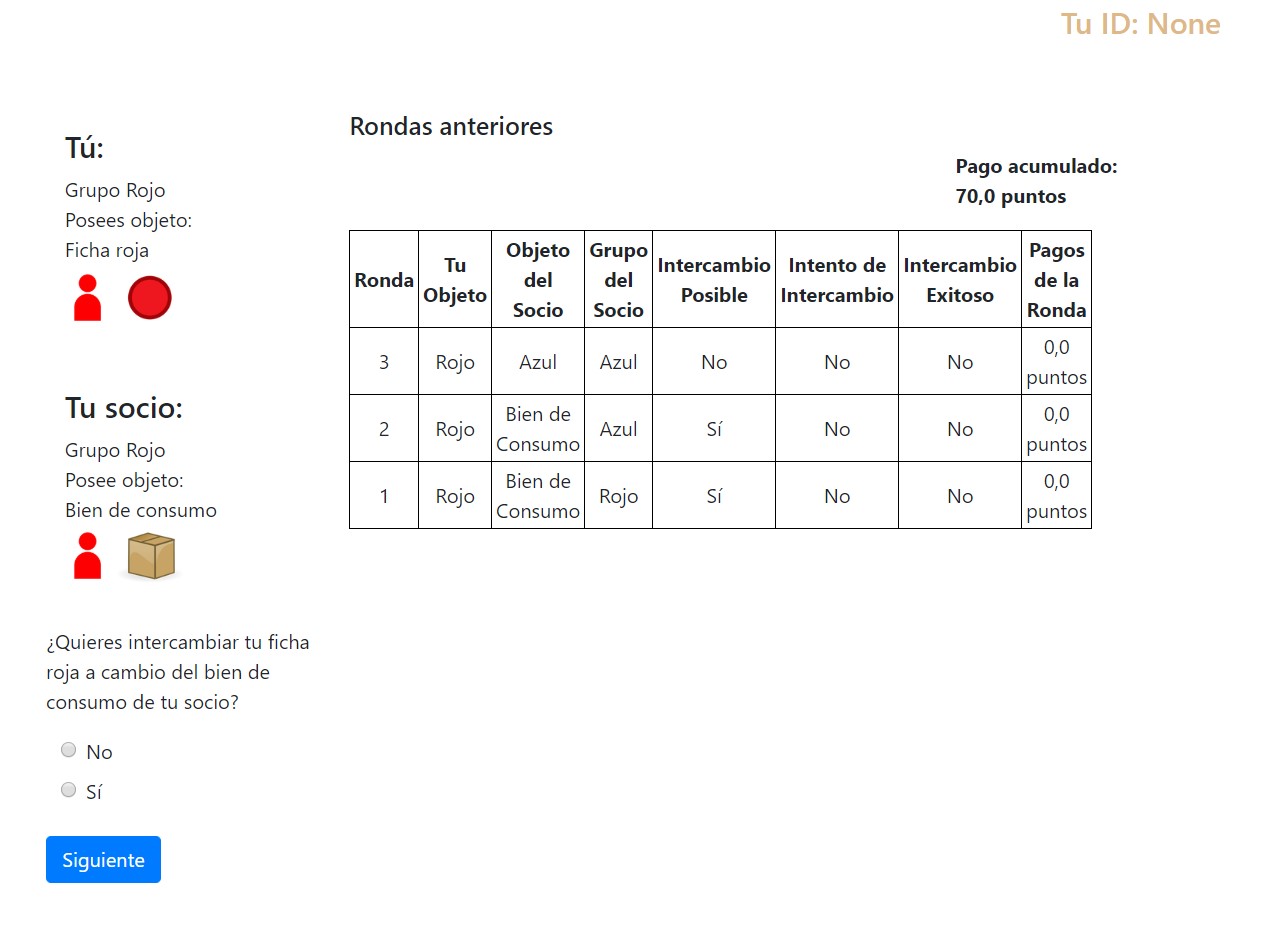 Tu ID: None
Tú:
Grupo Rojo
Posees objeto:
Ficha roja
Tu socio:
Grupo Rojo
Posee objeto:
Bien de consumo
¿Quieres intercambiar tu ficha
roja a cambio del bien de
consumo de tu socio?
No
Sí
Siguiente
Rondas anteriores
Pago acumulado:
70,0 puntos
Ronda Tu Objeto Objeto del Socio Grupo del Socio Intercambio Posible Intento de Intercambio Intercambio Exitoso Pagos de la Ronda
3 Rojo Azul Azul No No No 0,0 puntos
2 Rojo Bien de Consumo Azul Sí No No 0,0 puntos
1 Rojo Bien de Consumo Rojo Sí No No 0,0 puntos